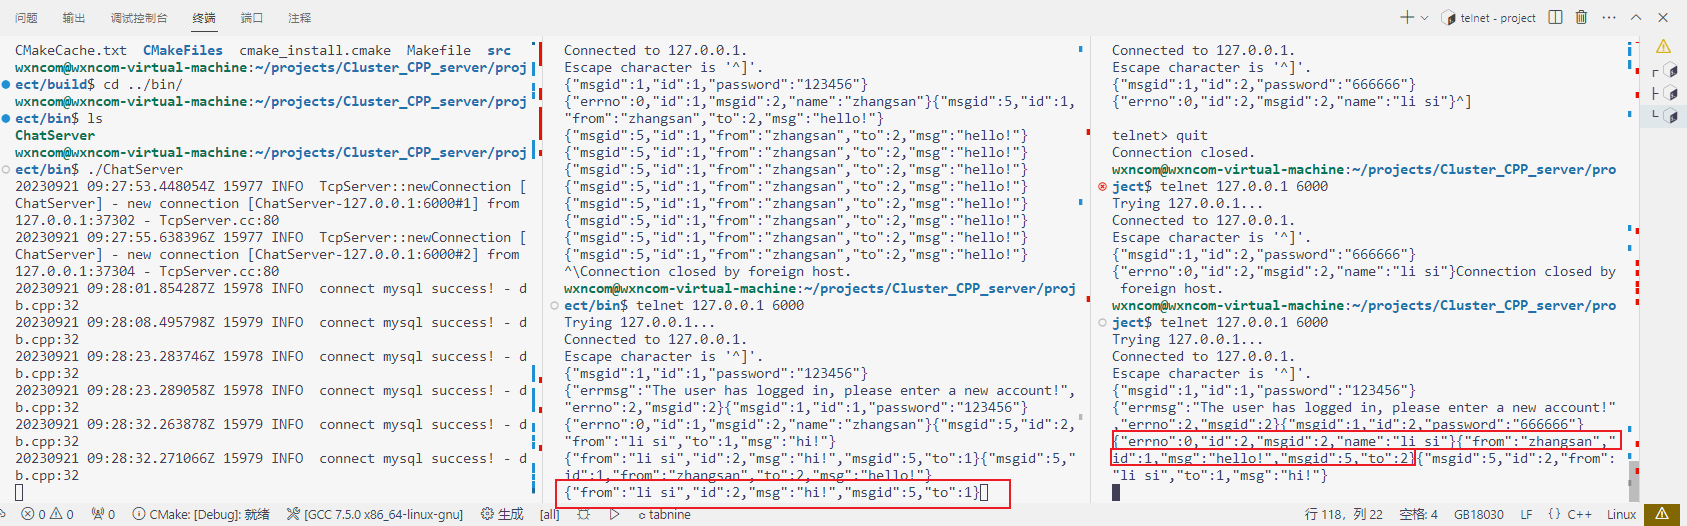 问题 输出 调试控制台 终端 端口 注释
telnet - project
CMakeCache.txt CMakeFiles cmake_install.cmake Makefile src
wxncom@wxncom-virtual-machine:~/projects/Cluster_CPP_server/proj
ect/build$ cd ../bin/
wxncom@wxncom-virtual-machine:~/projects/Cluster_CPP_server/proj
ect/bin$ ls
ChatServer
wxncom@wxncom-virtual-machine:~/projects/Cluster_CPP_server/proj
ect/bin$ ./ChatServer
20230921 09:27:53.448054Z 15977 INFO  TcpServer::newConnection [
ChatServer] - new connection [ChatServer-127.0.0.1:6000#1] from
127.0.0.1:37302 - TcpServer.cc:80
20230921 09:27:55.638396Z 15977 INFO  TcpServer::newConnection [
ChatServer] - new connection [ChatServer-127.0.0.1:6000#2] from
127.0.0.1:37304 - TcpServer.cc:80
20230921 09:28:01.854287Z 15978 INFO  connect mysql success! - d
b.cpp:32
20230921 09:28:08.495798Z 15979 INFO  connect mysql success! - d
b.cpp:32
20230921 09:28:23.283746Z 15978 INFO  connect mysql success! - d
b.cpp:32
20230921 09:28:23.289058Z 15978 INFO  connect mysql success! - d
b.cpp:32
20230921 09:28:32.263878Z 15979 INFO  connect mysql success! - d
b.cpp:32
20230921 09:28:32.271066Z 15979 INFO  connect mysql success! - d
b.cpp:32
Connected to 127.0.0.1.
Escape character is '^]'.
{"msgid":1,"id":1,"password":"123456"}
{"errno":0,"id":1,"msgid":2,"name":"zhangsan"}{"msgid":5,"id":1,
"from":"zhangsan","to":2,"msg":"hello!"}
{"msgid":5,"id":1,"from":"zhangsan","to":2,"msg":"hello!"}
{"msgid":5,"id":1,"from":"zhangsan","to":2,"msg":"hello!"}
{"msgid":5,"id":1,"from":"zhangsan","to":2,"msg":"hello!"}
{"msgid":5,"id":1,"from":"zhangsan","to":2,"msg":"hello!"}
{"msgid":5,"id":1,"from":"zhangsan","to":2,"msg":"hello!"}
{"msgid":5,"id":1,"from":"zhangsan","to":2,"msg":"hello!"}
{"msgid":5,"id":1,"from":"zhangsan","to":2,"msg":"hello!"}
{"msgid":5,"id":1,"from":"zhangsan","to":2,"msg":"hello!"}
^\Connection closed by foreign host.
wxncom@wxncom-virtual-machine:~/projects/Cluster_CPP_server/proj
ect/bin$ telnet 127.0.0.1 6000
Trying 127.0.0.1...
Connected to 127.0.0.1.
Escape character is '^]'.
{"msgid":1,"id":1,"password":"123456"}
{"errmsg":"The user has logged in, please enter a new account!",
"errno":2,"msgid":2}{"msgid":1,"id":1,"password":"123456"}
{"errno":0,"id":1,"msgid":2,"name":"zhangsan"}{"msgid":5,"id":2,
"from":"li si","to":1,"msg":"hi!"}
{"from":"li si","id":2,"msg":"hi!","msgid":5,"to":1}{"msgid":5,"
id":1,"from":"zhangsan","to":2,"msg":"hello!"}
{"from":"li si","id":2,"msg":"hi!","msgid":5,"to":1}
Connected to 127.0.0.1.
Escape character is '^]'.
{"msgid":1,"id":2,"password":"666666"}
{"errno":0,"id":2,"msgid":2,"name":"li si"}^]
telnet> quit
Connection closed.
wxncom@wxncom-virtual-machine:~/projects/Cluster_CPP_server/pro
ject$ telnet 127.0.0.1 6000
Trying 127.0.0.1...
Connected to 127.0.0.1.
Escape character is '^]'.
{"msgid":1,"id":2,"password":"666666"}
{"errno":0,"id":2,"msgid":2,"name":"li si"}Connection closed by
 foreign host.
wxncom@wxncom-virtual-machine:~/projects/Cluster_CPP_server/pro
ject$ telnet 127.0.0.1 6000
Trying 127.0.0.1...
Connected to 127.0.0.1.
Escape character is '^]'.
{"msgid":1,"id":1,"password":"123456"}
{"errmsg":"The user has logged in, please enter a new account!"
,"errno":2,"msgid":2}{"msgid":1,"id":2,"password":"666666"}
{"errno":0,"id":2,"msgid":2,"name":"li si"}{"from":"zhangsan","
id":1,"msg":"hello!","msgid":5,"to":2}{"msgid":5,"id":2,"from":
"li si","to":1,"msg":"hi!"}
0 0 0 CMake: [Debug]: 就绪 [GCC 7.5.0 x86_64-linux-gnu] 生成 [all] tabnine 行 118，列 22 空格: 4 GB18030 LF {} C++ Linux